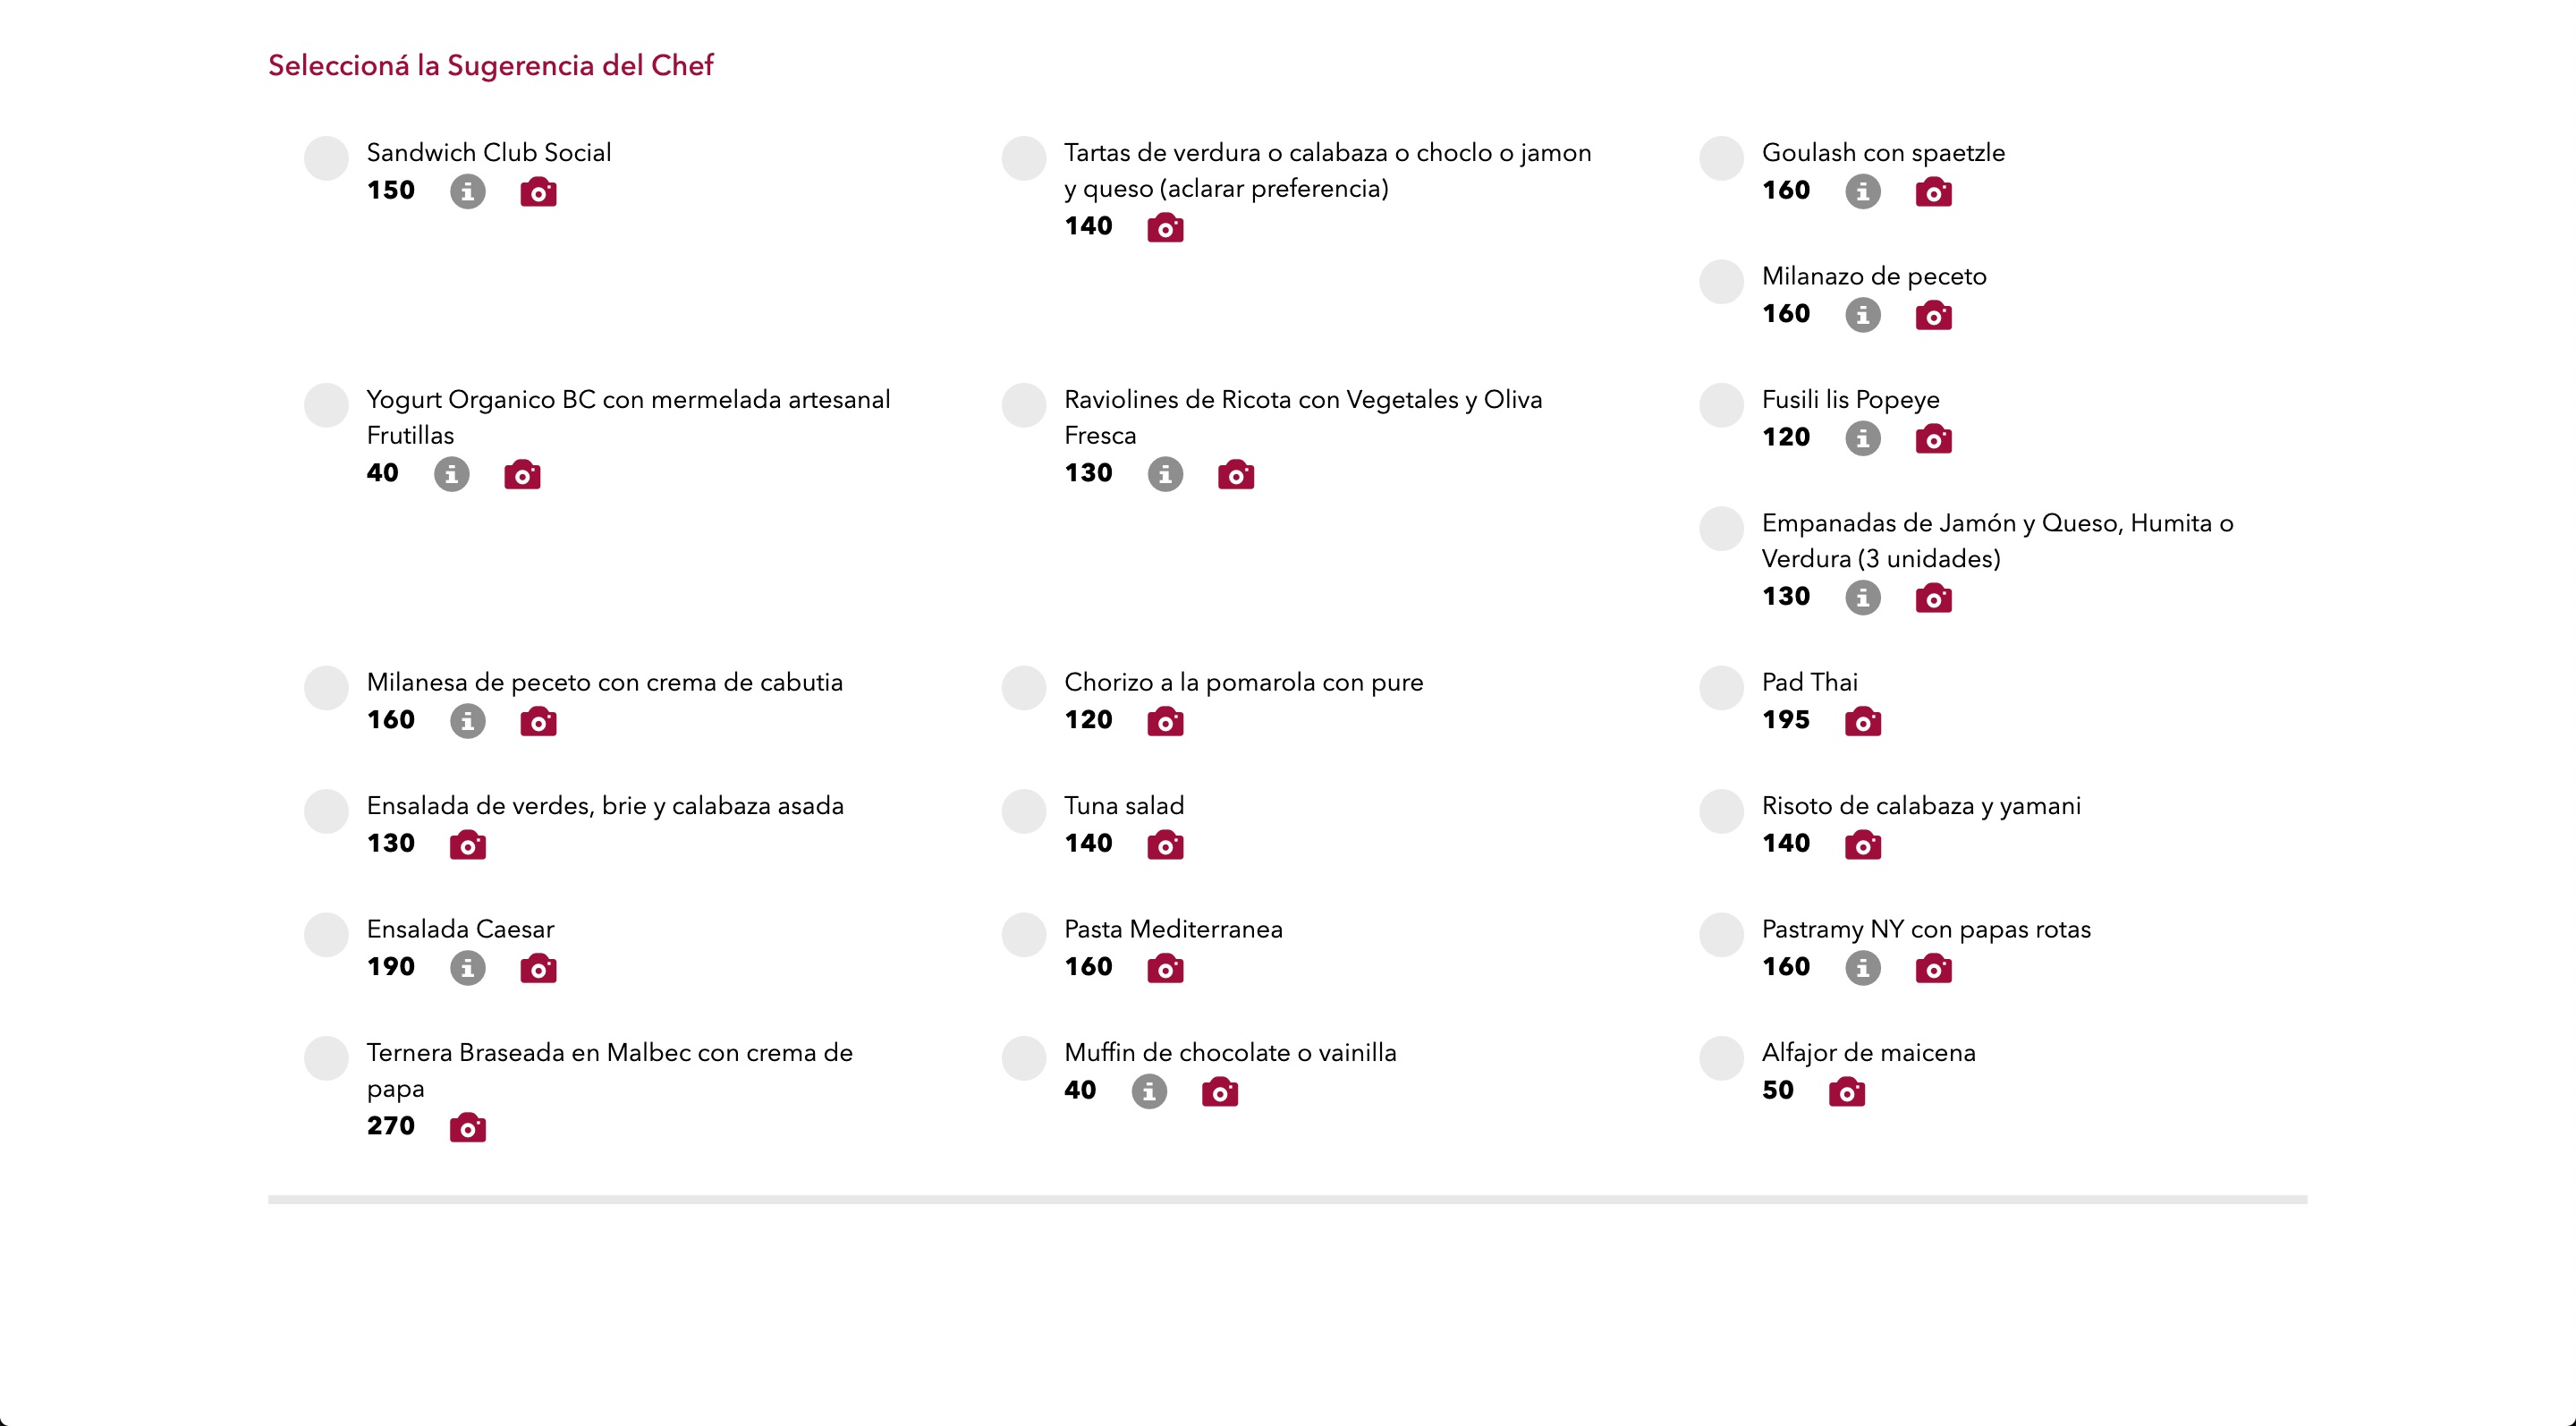 Seleccioná la Sugerencia del Chef
Sandwich Club Social
150
Tartas de verdura o calabaza o choclo o jamon
y queso (aclarar preferencia)
140
Goulash con spaetzle
160
Milanazo de peceto
160
Yogurt Organico BC con mermelada artesanal
Frutillas
40
Raviolines de Ricota con Vegetales y Oliva
Fresca
130
Fusili lis Popeye
120
Empanadas de Jamón y Queso, Humita o
Verdura (3 unidades)
130
Milanesa de peceto con crema de cabutia
160
Chorizo a la pomarola con pure
120
Pad Thai
195
Ensalada de verdes, brie y calabaza asada
130
Tuna salad
140
Risoto de calabaza y yamani
140
Ensalada Caesar
190
Pasta Mediterranea
160
Pastramy NY con papas rotas
160
Ternera Braseada en Malbec con crema de
papa
270
Muffin de chocolate o vainilla
40
Alfajor de maicena
50